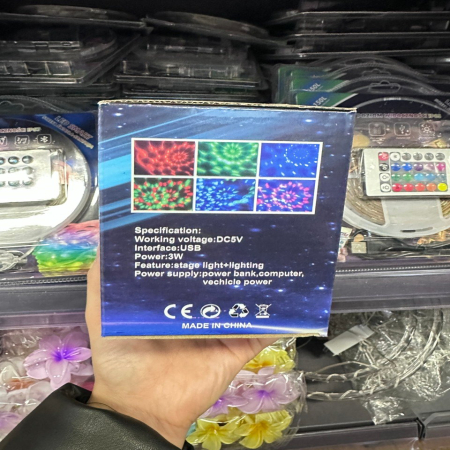 Specification:
Working voltage:DC5V
Interface:USB
Power:3W
Feature:stage light+lighting
Power supply:power bank,computer,
vechicle power
CE
MADE IN CHINA